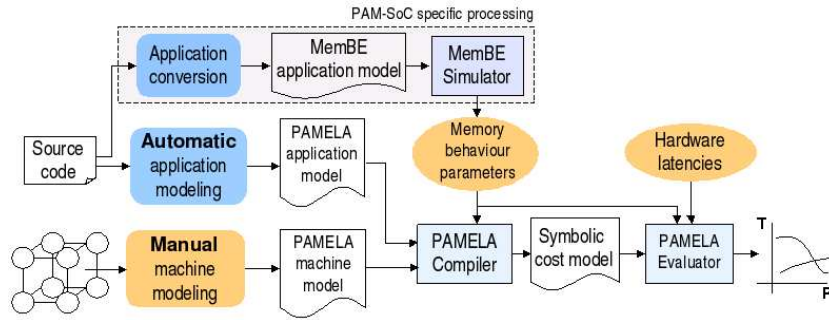 PAM-SoC specific processing
Application
conversion
MemBE
application model
MemBE
Simulator
Source
code
Automatic
application
modeling
PAMELA
application
model
Memory
behaviour
parameters
Hardware
latencies
Manual
machine
modeling
PAMELA
machine
model
PAMELA
Compiler
Symbolic
cost model
PAMELA
Evaluator
T
P